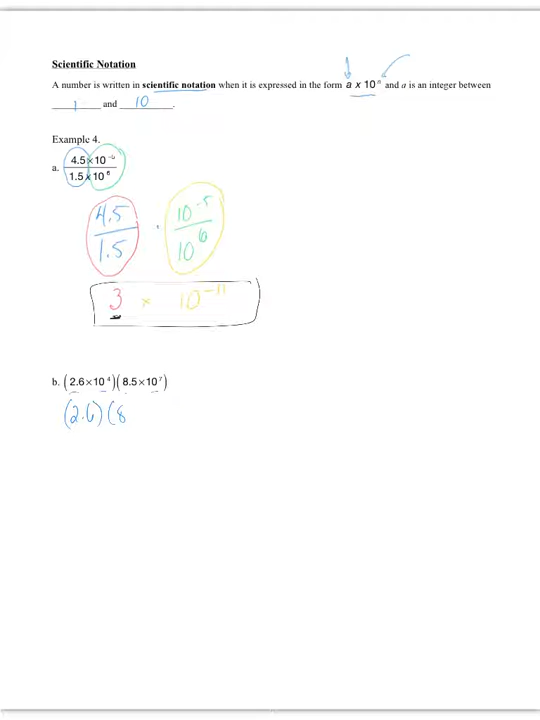 Scientific Notation
A number is written in scientific notation when it is expressed in the form a x 10ⁿ and a is an integer between
1 and 10.
Example 4.
a. 4.5×10⁻⁵
1.5×10⁶
4.5 · 10⁻⁵
1.5 10⁶
3 × 10⁻¹¹
b. (2.6×10⁴)(8.5×10⁷)
(2.6)(8